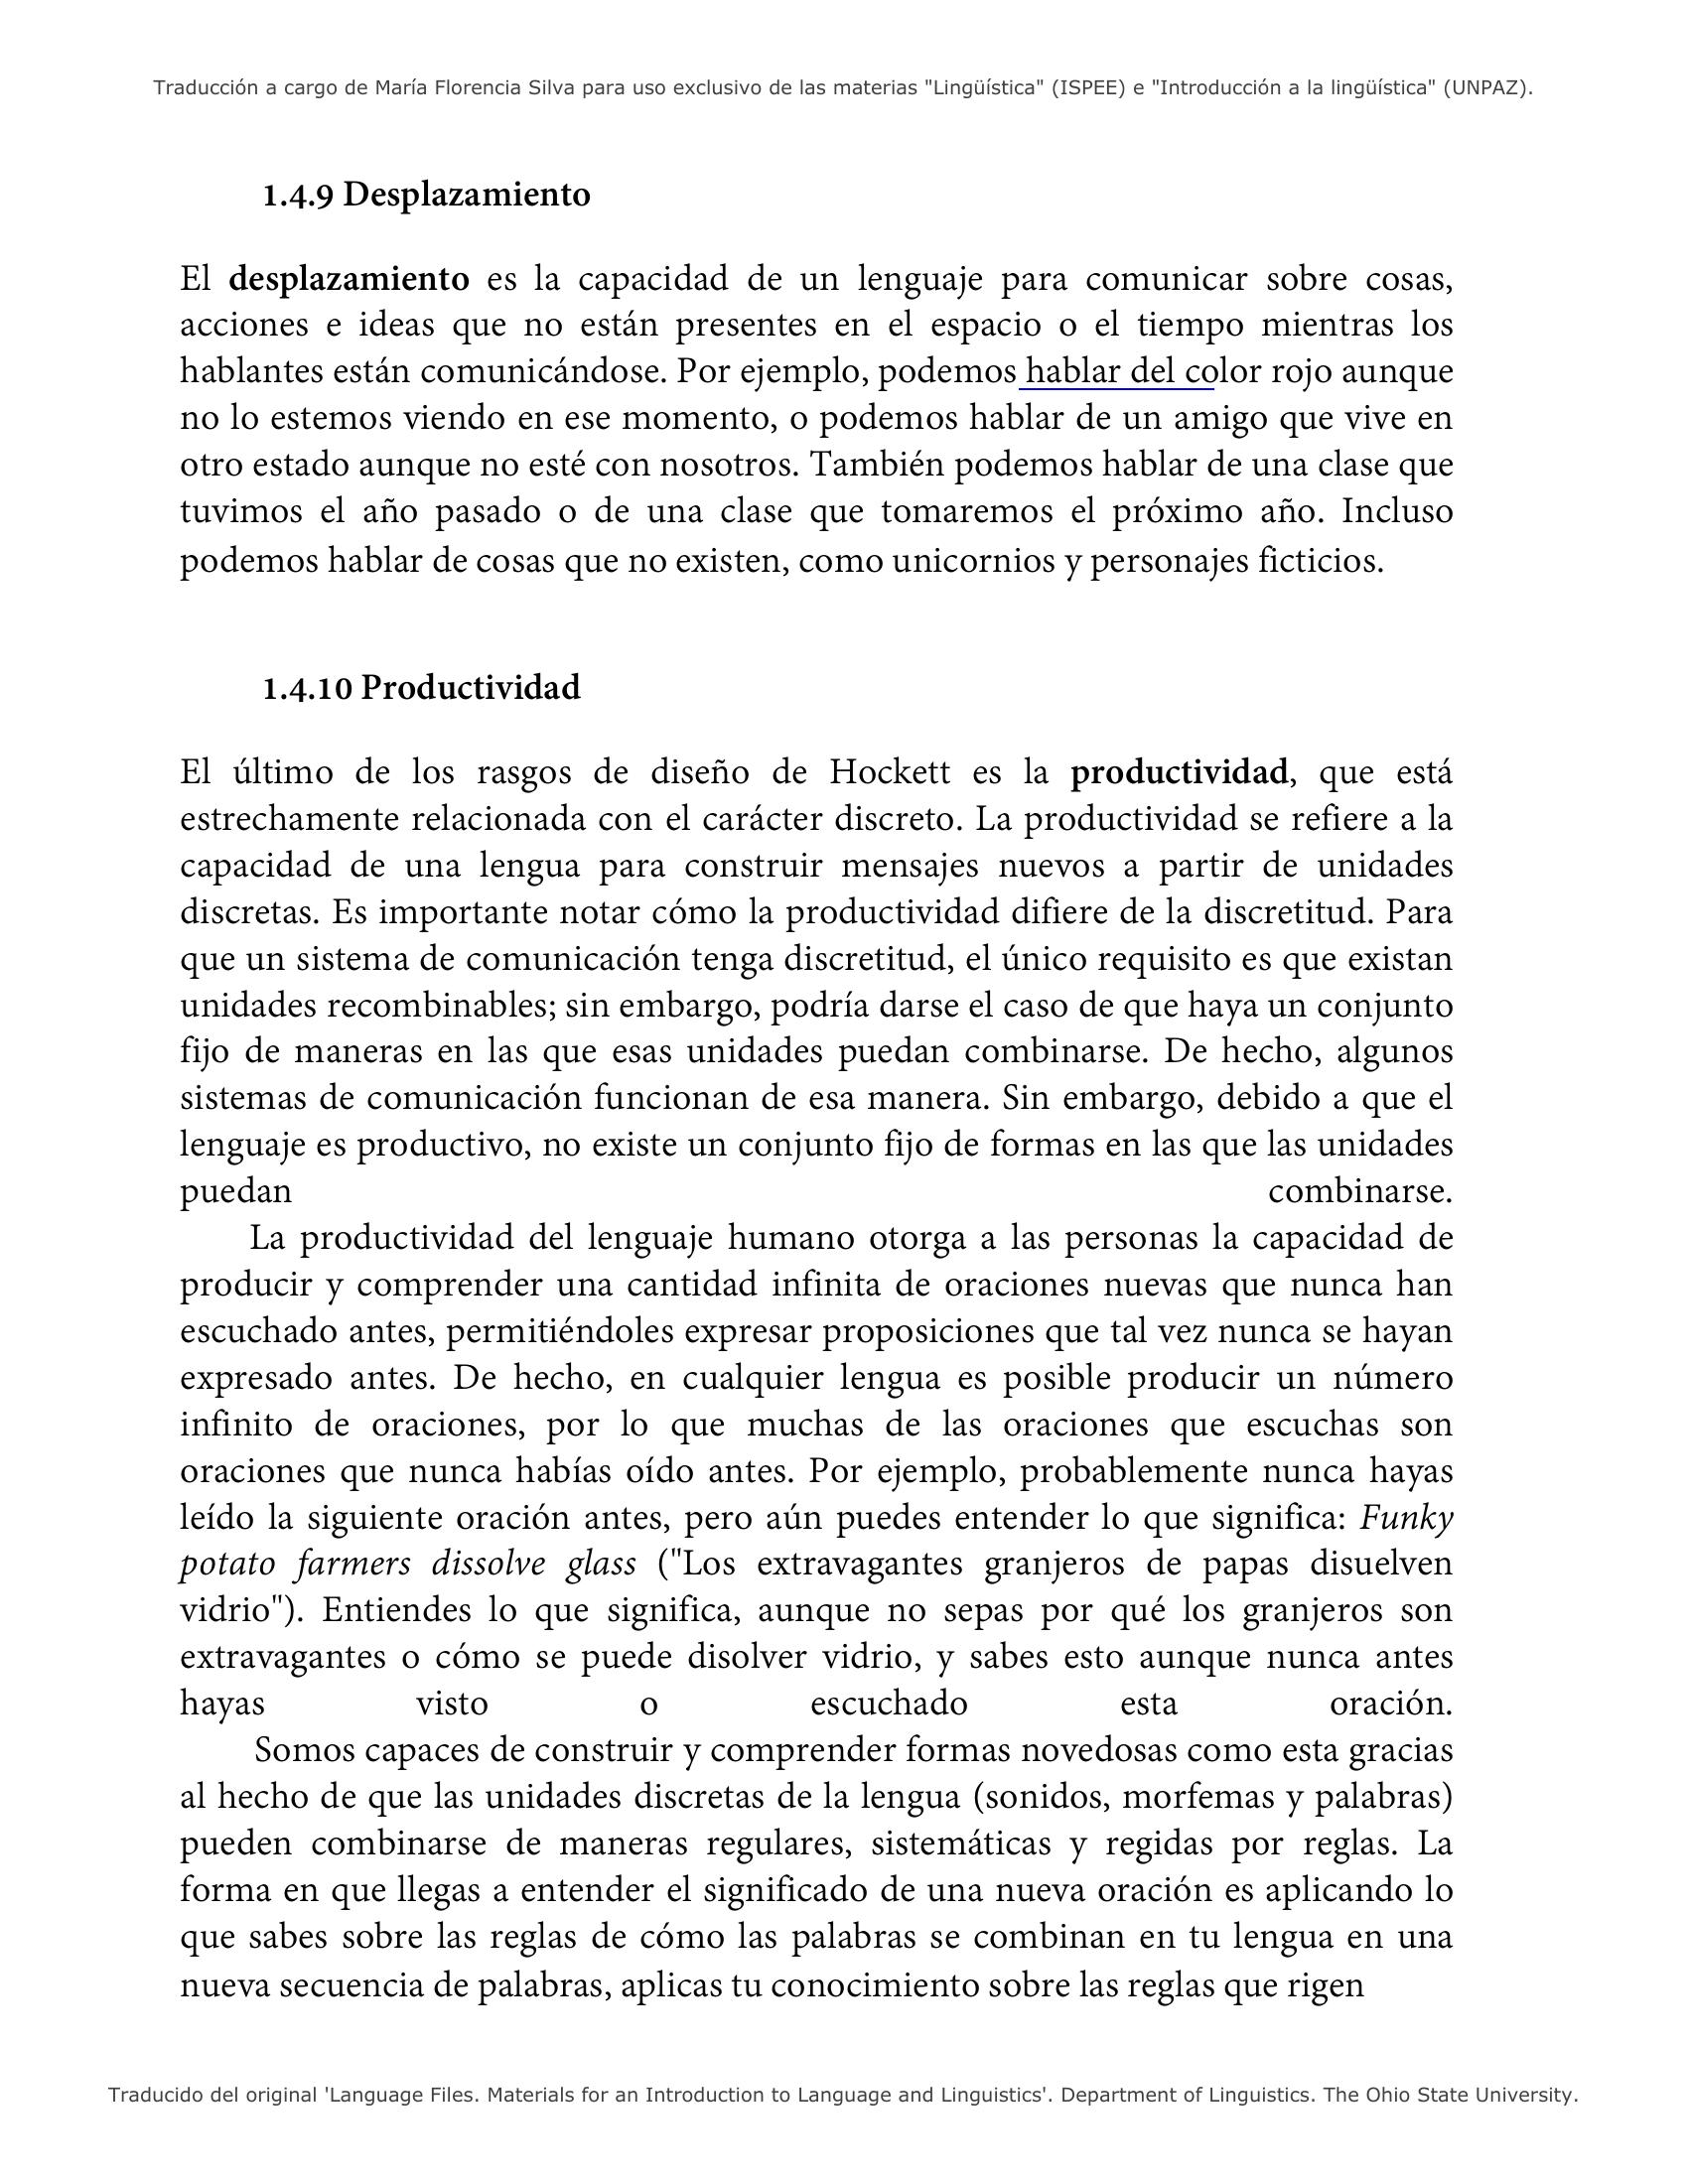 Traducción a cargo de María Florencia Silva para uso exclusivo de las materias "Lingüística" (ISPEE) e "Introducción a la lingüística" (UNPAZ).
1.4.9 Desplazamiento
El desplazamiento es la capacidad de un lenguaje para comunicar sobre cosas,
acciones e ideas que no están presentes en el espacio o el tiempo mientras los
hablantes están comunicándose. Por ejemplo, podemos hablar del color rojo aunque
no lo estemos viendo en ese momento, o podemos hablar de un amigo que vive en
otro estado aunque no esté con nosotros. También podemos hablar de una clase que
tuvimos el año pasado o de una clase que tomaremos el próximo año. Incluso
podemos hablar de cosas que no existen, como unicornios y personajes ficticios.
1.4.10 Productividad
El último de los rasgos de diseño de Hockett es la productividad, que está
estrechamente relacionada con el carácter discreto. La productividad se refiere a la
capacidad de una lengua para construir mensajes nuevos a partir de unidades
discretas. Es importante notar cómo la productividad difiere de la discretitud. Para
que un sistema de comunicación tenga discretitud, el único requisito es que existan
unidades recombinables; sin embargo, podría darse el caso de que haya un conjunto
fijo de maneras en las que esas unidades puedan combinarse. De hecho, algunos
sistemas de comunicación funcionan de esa manera. Sin embargo, debido a que el
lenguaje es productivo, no existe un conjunto fijo de formas en las que las unidades
puedan combinarse.
La productividad del lenguaje humano otorga a las personas la capacidad de
producir y comprender una cantidad infinita de oraciones nuevas que nunca han
escuchado antes, permitiéndoles expresar proposiciones que tal vez nunca se hayan
expresado antes. De hecho, en cualquier lengua es posible producir un número
infinito de oraciones, por lo que muchas de las oraciones que escuchas son
oraciones que nunca habías oído antes. Por ejemplo, probablemente nunca hayas
leído la siguiente oración antes, pero aún puedes entender lo que significa: Funky
potato farmers dissolve glass ("Los extravagantes granjeros de papas disuelven
vidrio"). Entiendes lo que significa, aunque no sepas por qué los granjeros son
extravagantes o cómo se puede disolver vidrio, y sabes esto aunque nunca antes
hayas visto o escuchado esta oración.
Somos capaces de construir y comprender formas novedosas como esta gracias
al hecho de que las unidades discretas de la lengua (sonidos, morfemas y palabras)
pueden combinarse de maneras regulares, sistemáticas y regidas por reglas. La
forma en que llegas a entender el significado de una nueva oración es aplicando lo
que sabes sobre las reglas de cómo las palabras se combinan en tu lengua en una
nueva secuencia de palabras, aplicas tu conocimiento sobre las reglas que rigen
Traducido del original 'Language Files. Materials for an Introduction to Language and Linguistics'. Department of Linguistics. The Ohio State University.